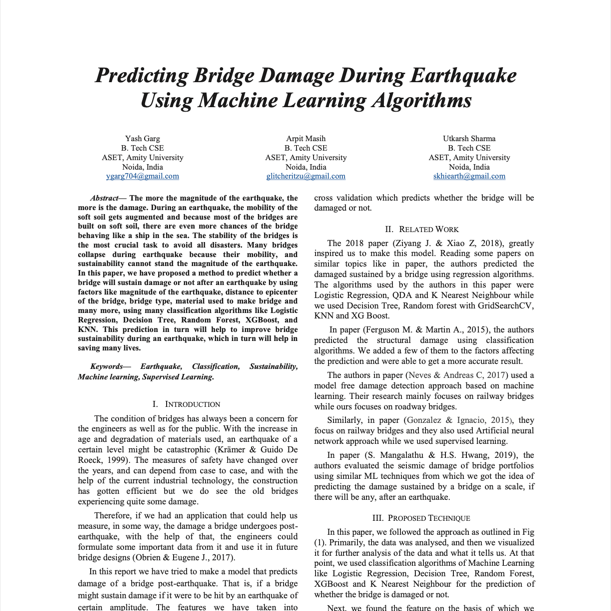 Predicting Bridge Damage During Earthquake
Using Machine Learning Algorithms
Yash Garg
B. Tech CSE
ASET, Amity University
Noida, India
ygarg704@gmail.com
Arpit Masih
B. Tech CSE
ASET, Amity University
Noida, India
glitcheritzu@gmail.com
Utkarsh Sharma
B. Tech CSE
ASET, Amity University
Noida, India
skhiearth@gmail.com
Abstract— The more the magnitude of the earthquake, the
more is the damage. During an earthquake, the mobility of the
soft soil gets augmented and because most of the bridges are
built on soft soil, there are even more chances of the bridge
behaving like a ship in the sea. The stability of the bridges is
the most crucial task to avoid all disasters. Many bridges
collapse during earthquake because their mobility, and
sustainability cannot stand the magnitude of the earthquake.
In this paper, we have proposed a method to predict whether a
bridge will sustain damage or not after an earthquake by using
factors like magnitude of earthquake, distance to epicenter
of the bridge, bridge type, material used to make bridge and
many more, using many classification algorithms like Logistic
Regression, Decision Tree, Random Forest, XGBoost, and
KNN. This prediction in turn will help to improve bridge
sustainability during an earthquake, which in turn will help in
saving many lives.
Keywords— Earthquake, Classification, Sustainability,
Machine learning, Supervised Learning.
I. INTRODUCTION
The condition of bridges has always been a concern for
the engineers as well as for the public. With the increase in
age and degradation of materials used, an earthquake of a
certain level might be catastrophic (Krämer & Guido De
Roeck, 1999). The measures of safety have changed over
the years, and can depend from case to case, and with the
help of the current industrial technology, the construction
has gotten efficient but we do see the old bridges
experiencing quite some damage.
Therefore, if we had an application that could help us
measure, in some way, the damage a bridge undergoes post-
earthquake, with the help of that, the engineers could
formulate some important data from it and use it in future
bridge designs (Obrien & Eugene J., 2017).
In this report we have tried to make a model that predicts
damage of a bridge post-earthquake. That is, if a bridge
might sustain damage if it were to be hit by an earthquake of
certain amplitude. The features we have taken into
cross validation which predicts whether the bridge will be
damaged or not.
II. RELATED WORK
The 2018 paper (Ziyang J. & Xiao Z, 2018), greatly
inspired us to make this model. Reading some papers on
similar topics like in paper, the authors predicted the
damaged sustained by a bridge using regression algorithms.
The algorithms used by the authors in this paper were
Logistic Regression, QDA and K Nearest Neighbour while
we used Decision Tree, Random forest with GridSearchCV,
KNN and XG Boost.
In paper (Ferguson M. & Martin A., 2015), the authors
predicted the structural damage using classification
algorithms. We added a few of them to the factors affecting
the prediction and were able to get a more accurate result.
The authors in paper (Neves & Andreas C, 2017) used a
model free damage detection approach based on machine
learning. Their research mainly focuses on railway bridges
while ours focuses on roadway bridges.
Similarly, in paper (Gonzalez & Ignacio, 2015), they
focus on railway bridges and they also used Artificial neural
network approach while we used supervised learning.
In paper (S. Mangalathu & H.S. Hwang, 2019), the
authors evaluated the seismic damage of bridge portfolios
using similar ML techniques from which we got the idea of
predicting the damage sustained by a bridge on a scale, if
there will be any, after an earthquake.
III. PROPOSED TECHNIQUE
In this paper, we followed the approach as outlined in Fig
(1). Primarily, the data was analysed, and then we visualized
it for further analysis of the data and what it tells us. At that
point, we used classification algorithms of Machine Learning
like Logistic Regression, Decision Tree, Random Forest,
XGBoost and K Nearest Neighbour for the prediction of
whether the bridge is damaged or not.
Next, we found the feature on the basis of which we